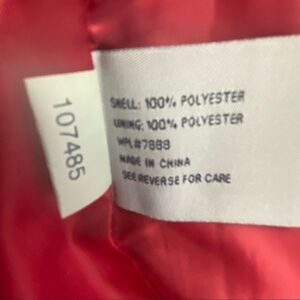 107485
SHELL: 100% POLYESTER
LINING: 100% POLYESTER
WPL#7888
MADE IN CHINA
SEE REVERSE FOR CARE